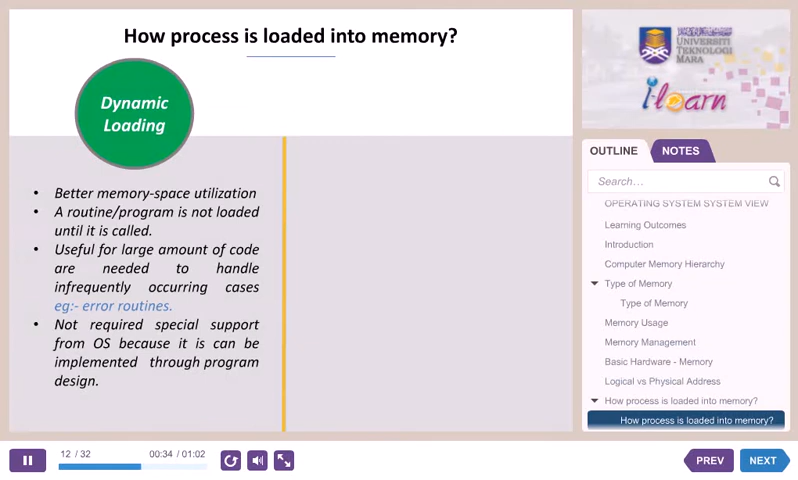 How process is loaded into memory?
Dynamic
Loading
• Better memory-space utilization
• A routine/program is not loaded
until it is called.
• Useful for large amount of code
are needed to handle
infrequently occurring cases
eg:- error routines.
• Not required special support
from OS because it is can be
implemented through program
design.
UNIVERSITI
TEKNOLOGI
MARA
i-learn
OUTLINE
NOTES
Search...
OPERATING SYSTEM SYSTEM VIEW
Learning Outcomes
Introduction
Computer Memory Hierarchy
Type of Memory
Type of Memory
Memory Usage
Memory Management
Basic Hardware - Memory
Logical vs Physical Address
How process is loaded into memory?
How process is loaded into memory?
12 / 32
00:34 / 01:02
PREV
NEXT